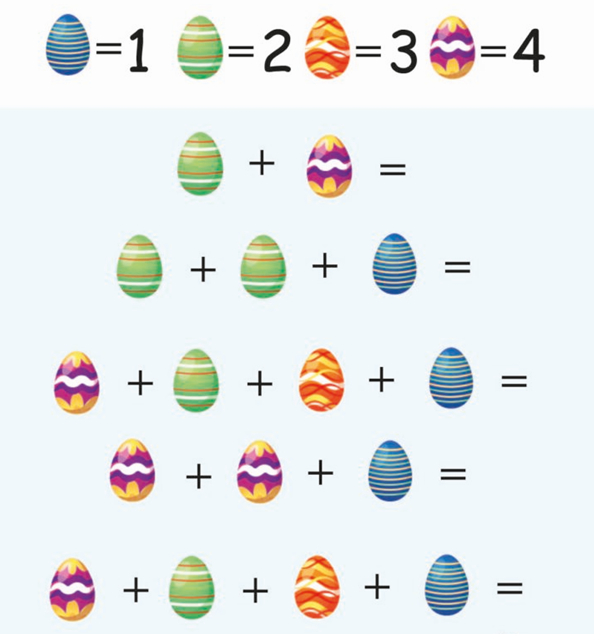 =1 =2 =3 =4
+ =
+ + =
+ + + =
+ + =
+ + + =